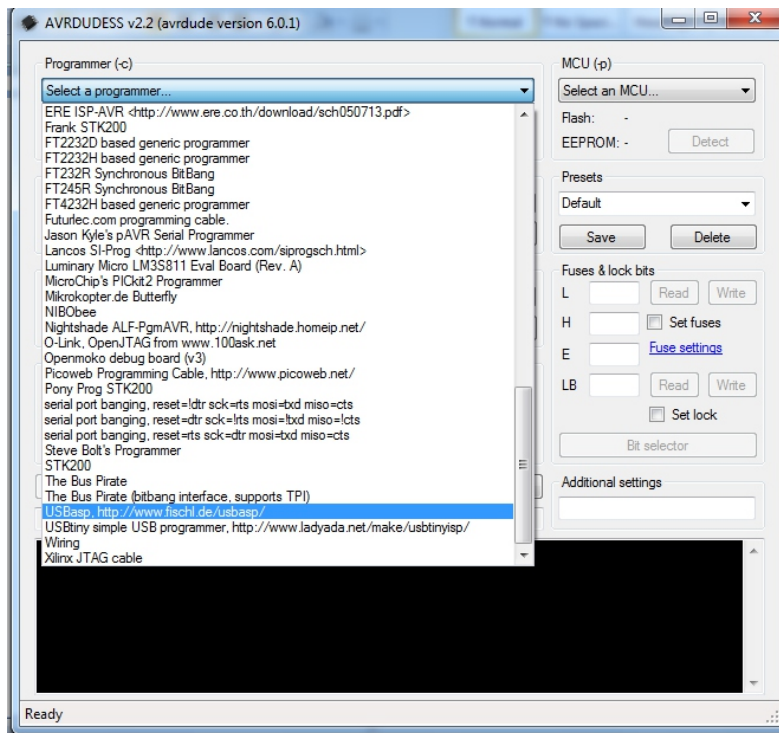 AVRDUDESS v2.2 (avrdude version 6.0.1)
Programmer (-c)
Select a programmer...
ERE ISP-AVR <http://www.ere.co.th/download/sch050713.pdf>
Frank STK200
FT2232D based generic programmer
FT2232H based generic programmer
FT232R Synchronous BitBang
FT245R Synchronous BitBang
FT4232H based generic programmer
Futurlec.com programming cable.
Jason Kyle's pAVR Serial Programmer
Lancos SI-Prog <http://www.lancos.com/siprogsch.html>
Luminary Micro LM3S811 Eval Board (Rev. A)
MicroChip's PICkit2 Programmer
Mikrokopter.de Butterfly
NIBObee
Nightshade ALF-PgmAVR, http://nightshade.homeip.net/
O-Link, OpenJTAG from www.100ask.net
Openmoko debug board (v3)
Picoweb Programming Cable, http://www.picoweb.net/
Pony Prog STK200
serial port banging, reset=!dtr sck=rts mosi=txd miso=cts
serial port banging, reset=dtr sck=!rts mosi=!txd miso=!cts
serial port banging, reset=rts sck=dtr mosi=txd miso=cts
Steve Bolt's Programmer
STK200
The Bus Pirate
The Bus Pirate (bitbang interface, supports TPI)
USBasp, http://www.fischl.de/usbasp/
USBtiny simple USB programmer, http://www.ladyada.net/make/usbtinyisp/
Wiring
Xilinx JTAG cable
MCU (-p)
Select an MCU...
Flash: -
EEPROM: - Detect
Presets
Default
Save Delete
Fuses & lock bits
L Read Write
H Set fuses
E Fuse settings
LB Read Write
Set lock
Bit selector
Additional settings
Ready